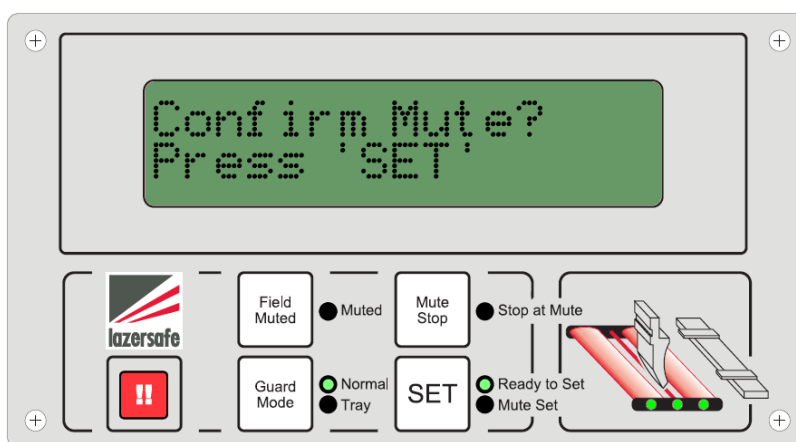 Confirm Mute?
Press 'SET'
lazersafe
Field
Muted
Muted
Mute
Stop
Stop at Mute
!!
Guard
Mode
Normal
Tray
SET
Ready to Set
Mute Set